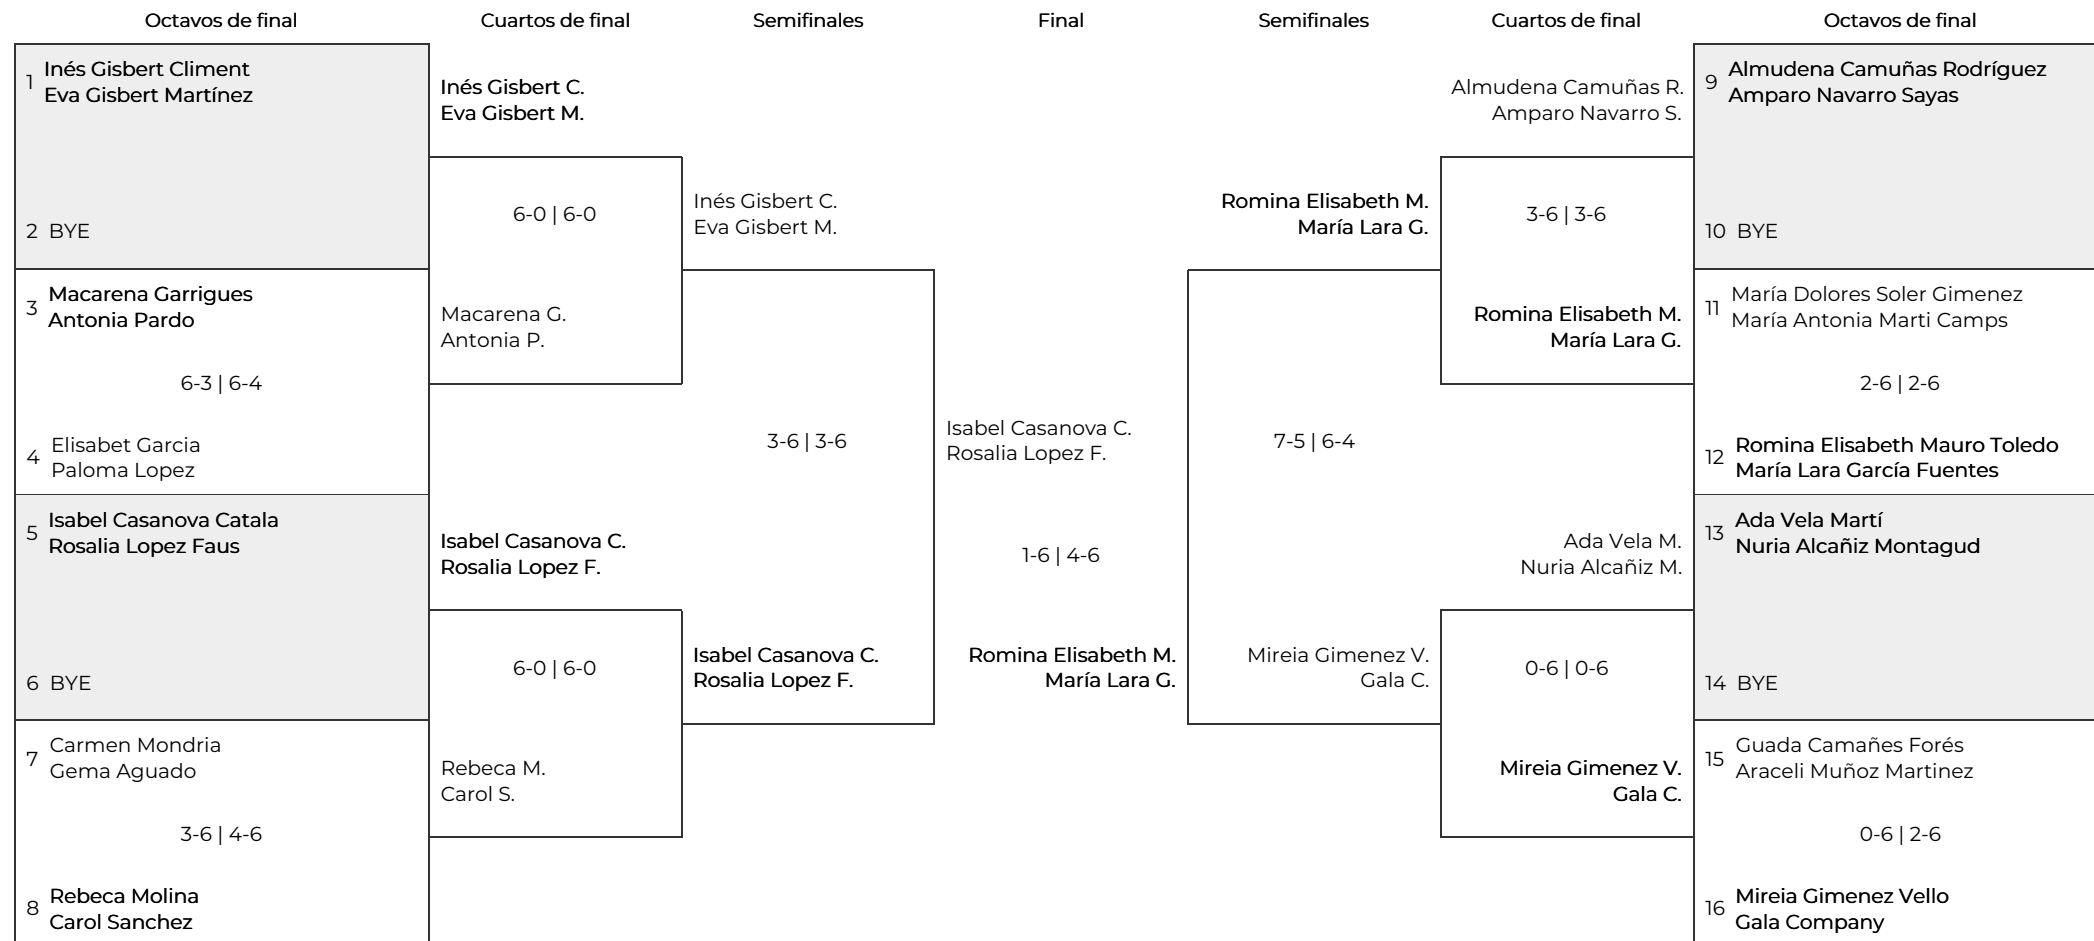 Octavos de final
Cuartos de final
Semifinales
Final
Semifinales
Cuartos de final
Octavos de final
1
Inés Gisbert Climent
Eva Gisbert Martínez
2 BYE
3
Macarena Garrigues
Antonia Pardo
6-3 | 6-4
4
Elisabet Garcia
Paloma Lopez
5
Isabel Casanova Catala
Rosalia Lopez Faus
6 BYE
7
Carmen Mondria
Gema Aguado
3-6 | 4-6
8
Rebeca Molina
Carol Sanchez
Inés Gisbert C.
Eva Gisbert M.
6-0 | 6-0
Macarena G.
Antonia P.
Isabel Casanova C.
Rosalia Lopez F.
6-0 | 6-0
Rebeca M.
Carol S.
Inés Gisbert C.
Eva Gisbert M.
3-6 | 3-6
Isabel Casanova C.
Rosalia Lopez F.
Isabel Casanova C.
Rosalia Lopez F.
1-6 | 4-6
Romina Elisabeth M.
María Lara G.
Romina Elisabeth M.
María Lara G.
7-5 | 6-4
Mireia Gimenez V.
Gala C.
Almudena Camuñas R.
Amparo Navarro S.
3-6 | 3-6
Romina Elisabeth M.
María Lara G.
Ada Vela M.
Nuria Alcañiz M.
0-6 | 0-6
Mireia Gimenez V.
Gala C.
9
Almudena Camuñas Rodríguez
Amparo Navarro Sayas
10 BYE
11
María Dolores Soler Gimenez
María Antonia Marti Camps
2-6 | 2-6
12
Romina Elisabeth Mauro Toledo
María Lara García Fuentes
13
Ada Vela Martí
Nuria Alcañiz Montagud
14 BYE
15
Guada Camañes Forés
Araceli Muñoz Martinez
0-6 | 2-6
16
Mireia Gimenez Vello
Gala Company